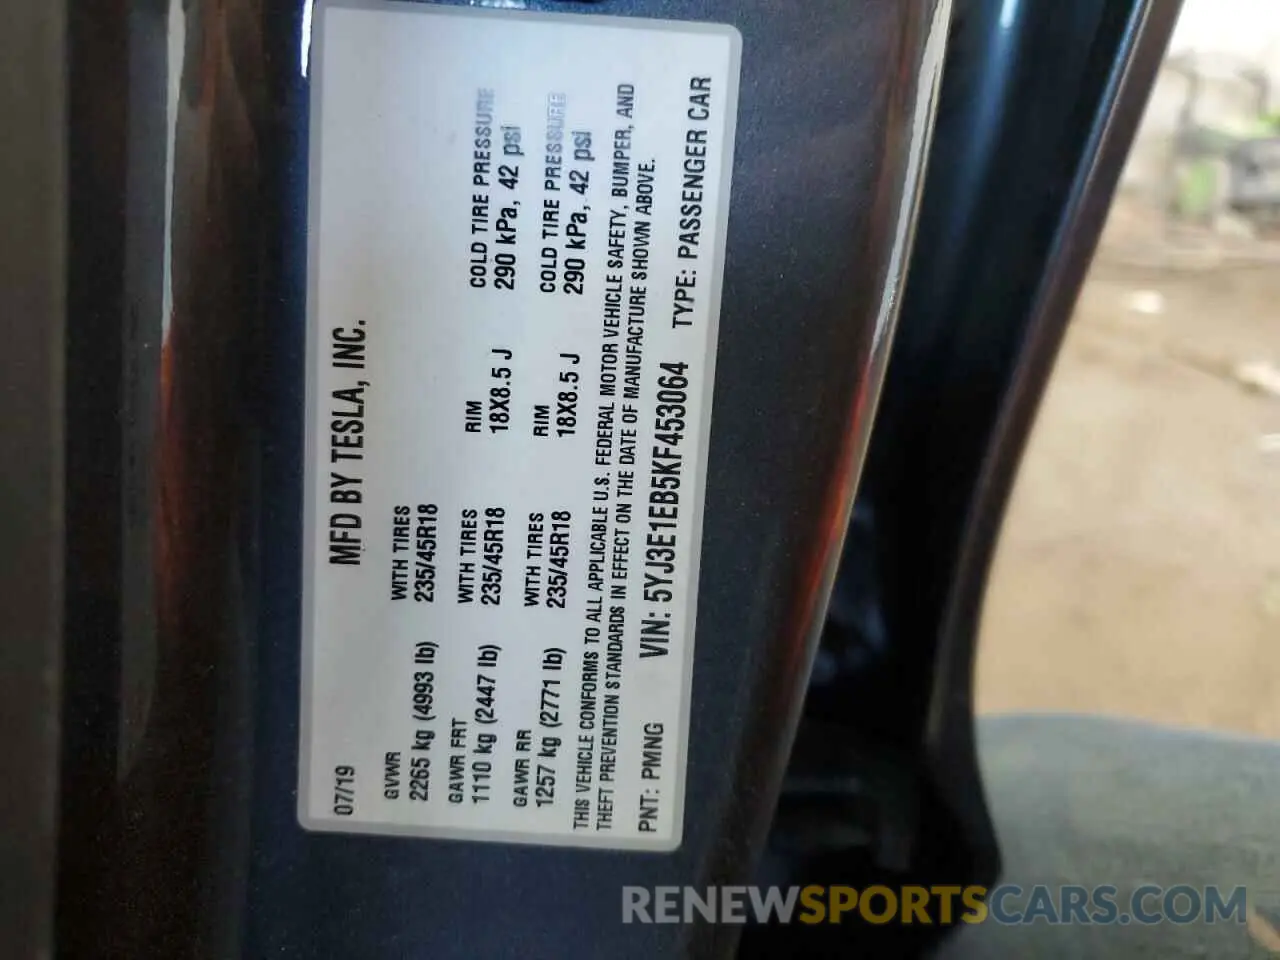 MFD BY TESLA, INC.
07/19
GVWR
2265 kg (4993 lb)
WITH TIRES
235/45R18
GAWR FRT
1110 kg (2447 lb)
WITH TIRES
235/45R18
RIM
18X8.5 J
COLD TIRE PRESSURE
290 kPa, 42 psi
GAWR RR
1257 kg (2771 lb)
WITH TIRES
235/45R18
RIM
18X8.5 J
COLD TIRE PRESSURE
290 kPa, 42 psi
THIS VEHICLE CONFORMS TO ALL APPLICABLE U.S. FEDERAL MOTOR VEHICLE SAFETY, BUMPER, AND
THEFT PREVENTION STANDARDS IN EFFECT ON THE DATE OF MANUFACTURE SHOWN ABOVE.
PNT: PMNG VIN: 5YJ3E1EB5KF453064 TYPE: PASSENGER CAR
RENEWSPORTSCARS.COM